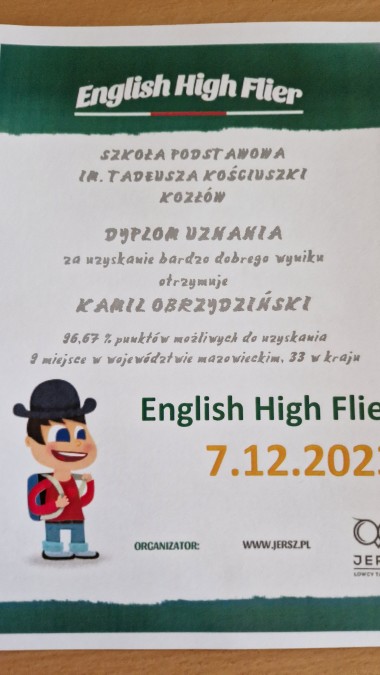 English High Flier
SZKOŁA PODSTAWOWA
IM. TADEUSZA KOŚCIUSZKI
KOZŁÓW
DYPLOM UZNANIA
za uzyskanie bardzo dobrego wyniku
otrzymuje
KAMIL OBRZYDZIŃSKI
96,67 % punktów możliwych do uzyskania
9 miejsce w województwie mazowieckim, 33 w kraju
English High Flie
7.12.202
ORGANIZATOR: WWW.JERSZ.PL
JER
ŁOWCY